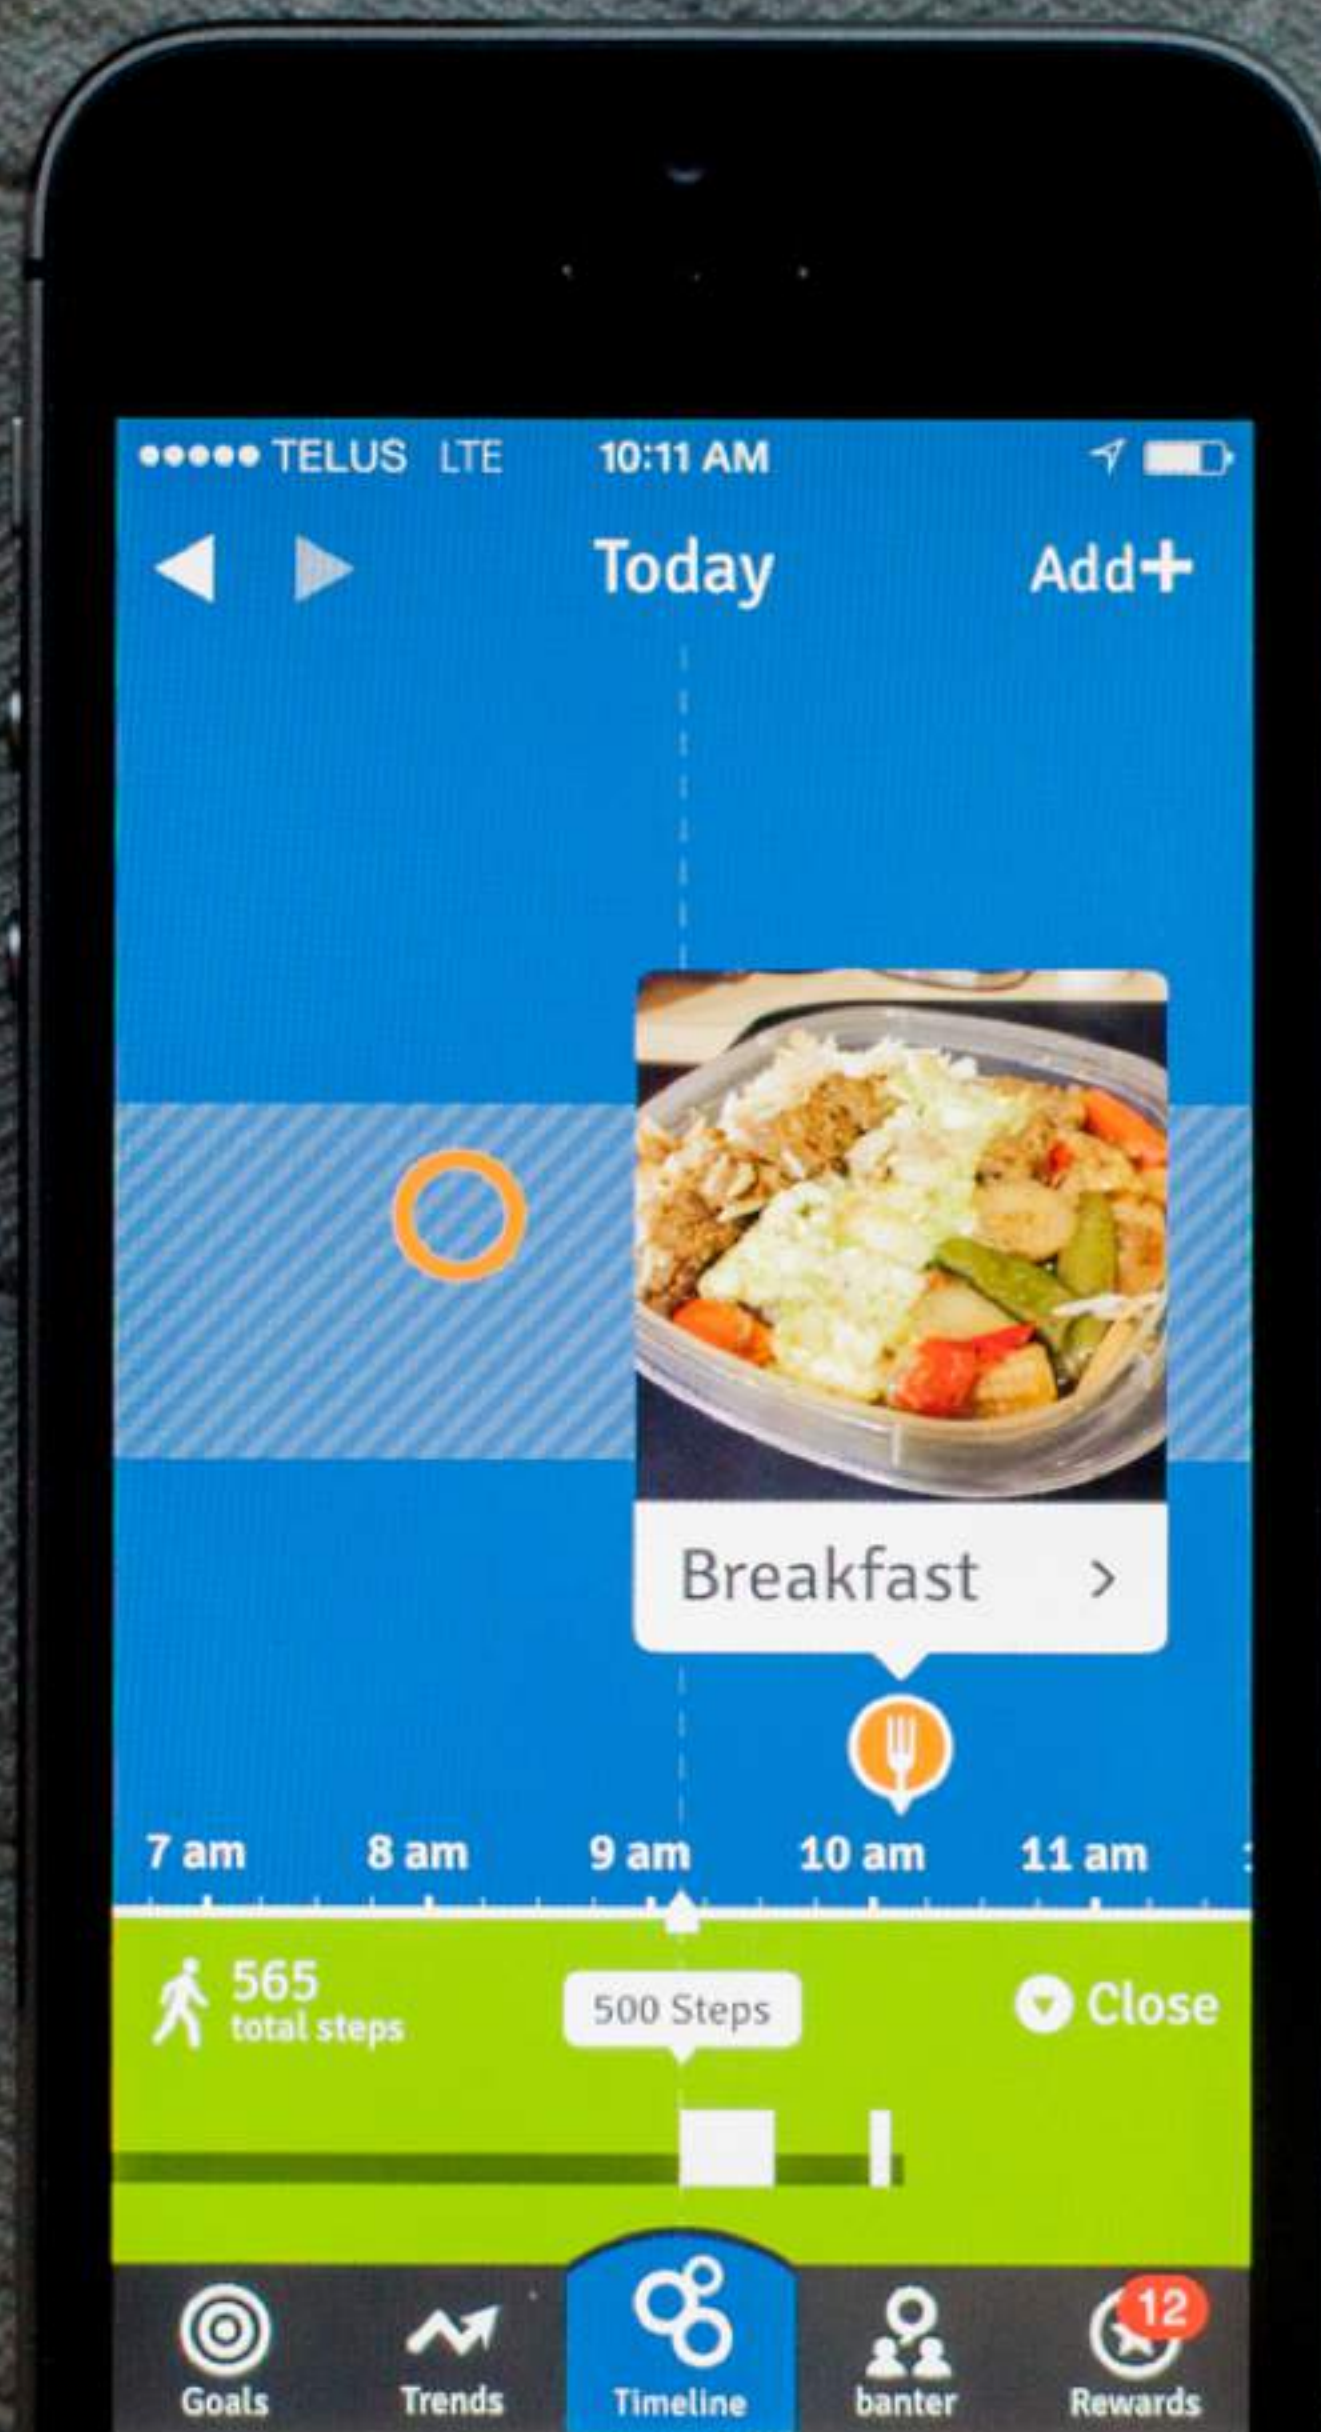 TELUS LTE 10:11 AM
Today Add+
Breakfast
7 am 8 am 9 am 10 am 11 am
565
total steps
500 Steps
Close
12
Goals Trends Timeline banter Rewards